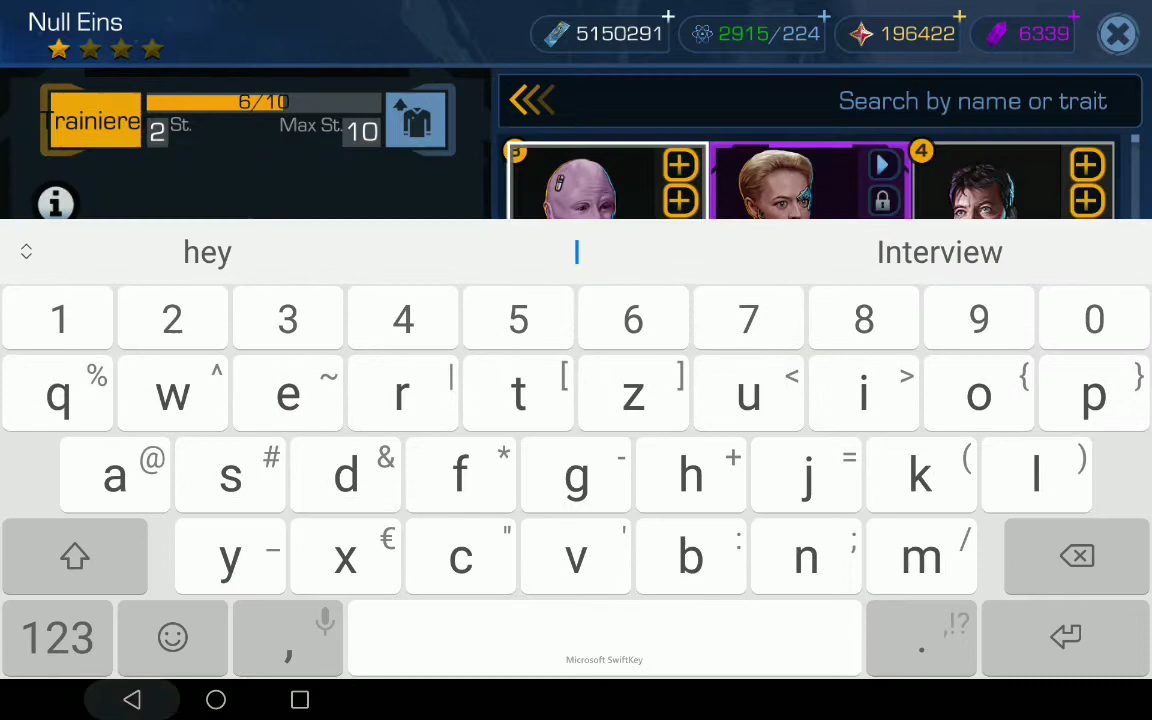 Null Eins
5150291
2915/224
196422
6339
Trainiere
6/10
2 St.
Max St. 10
Search by name or trait
4
hey
I
Interview
1 2 3 4 5 6 7 8 9 0
q % w ^ e ~ r | t [ z ] u < i > o { p }
a @ s # d & f * g - h + j = k ( l )
y _ x € c " v ' b : n ; m /
123 , . ,!?
Microsoft SwiftKey